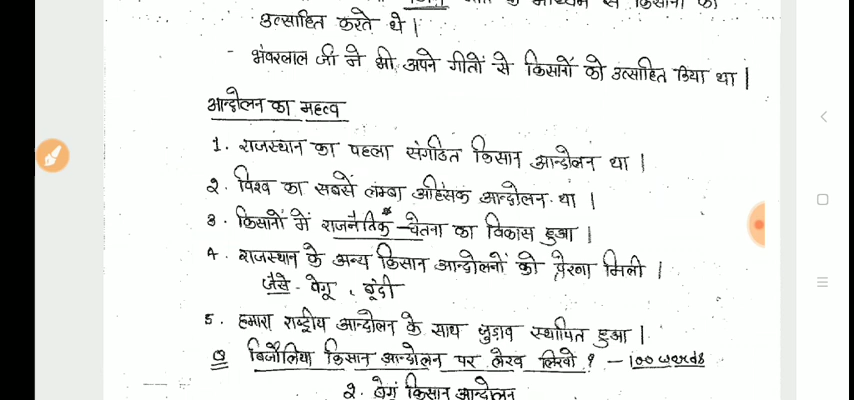 के माध्यम से किसानों को
उत्साहित करते थे |
- भंवरलाल जी ने भी अपने गीतों से किसानों को उत्साहित किया था |
आन्दोलन का महत्व
1. राजस्थान का पहला संगठित किसान आन्दोलन था |
2. विश्व का सबसे लम्बा अहिंसक आन्दोलन था |
3. किसानों में राजनैतिक चेतना का विकास हुआ |
4. राजस्थान के अन्य किसान आन्दोलनों को प्रेरणा मिली |
जैसे - बेगू, बूंदी
5. हमारा राष्ट्रीय आन्दोलन के साथ जुड़ाव स्थापित हुआ |
Q बिजौलिया किसान आन्दोलन पर लेख लिखो ? - 100 words
2. बेगूं किसान आन्दोलन